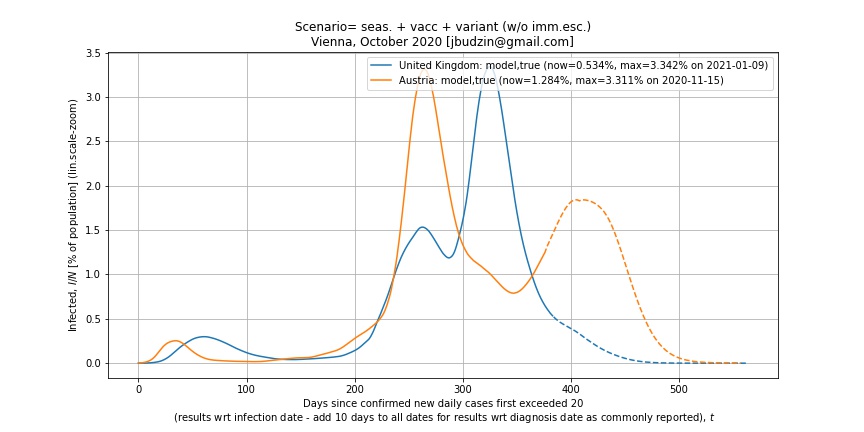 Scenario= seas. + vacc + variant (w/o imm.esc.)
Vienna, October 2020 [jbudzin@gmail.com]
United Kingdom: model,true (now=0.534%, max=3.342% on 2021-01-09)
Austria: model,true (now=1.284%, max=3.311% on 2020-11-15)
Infected, I/N [% of population] (lin.scale-zoom)
3.5
3.0
2.5
2.0
1.5
1.0
0.5
0.0
0 100 200 300 400 500
Days since confirmed new daily cases first exceeded 20
(results wrt infection date - add 10 days to all dates for results wrt diagnosis date as commonly reported), t